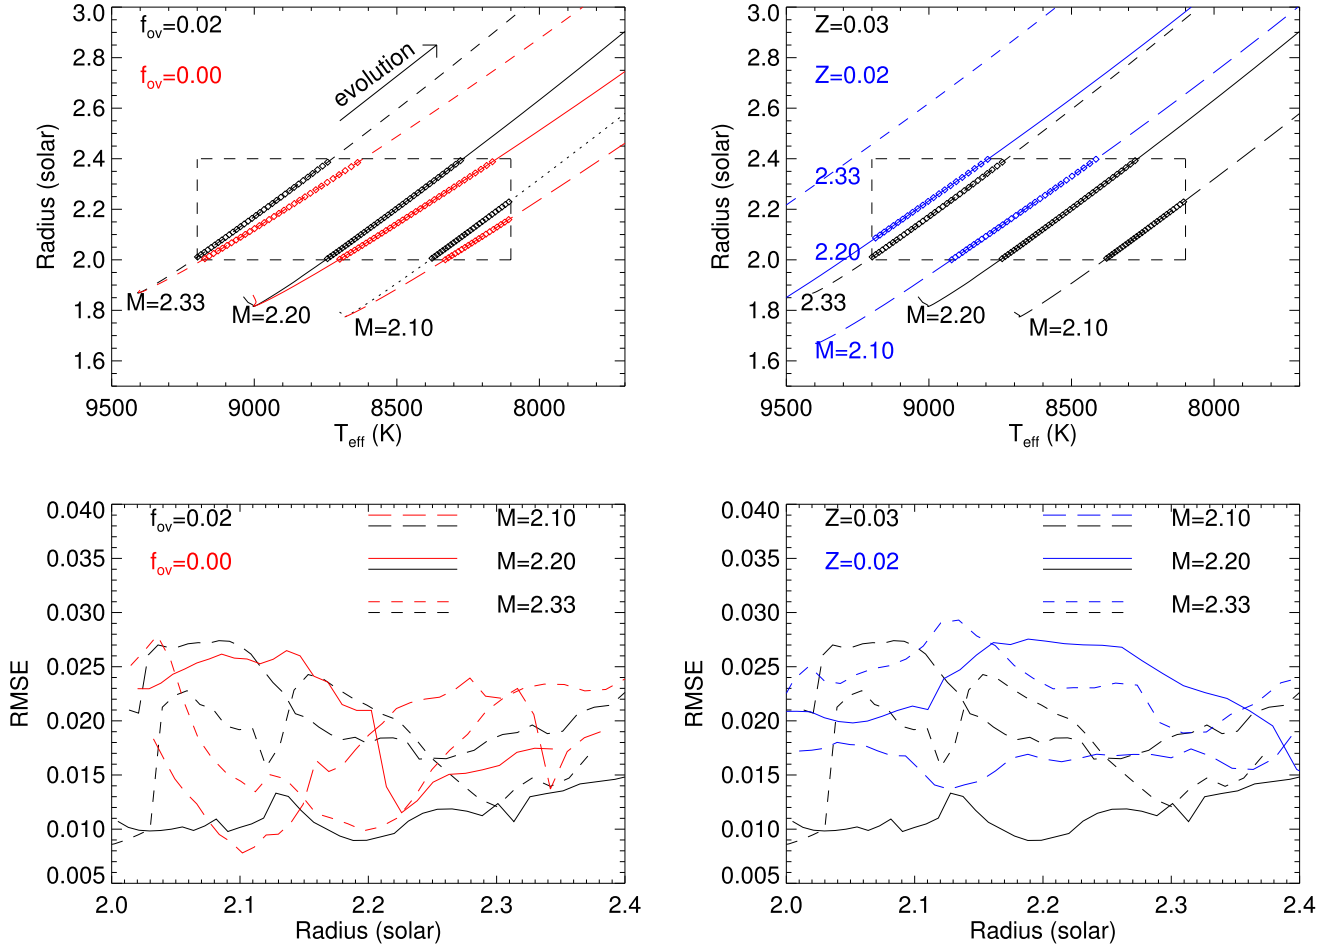 f_ov=0.02
f_ov=0.00
evolution
M=2.33
M=2.20
M=2.10
3.0
2.8
2.6
2.4
2.2
2.0
1.8
1.6
Radius (solar)
9500 9000 8500 8000
T_eff (K)
Z=0.03
Z=0.02
2.33
2.20
2.33
M=2.20
M=2.10
M=2.10
3.0
2.8
2.6
2.4
2.2
2.0
1.8
1.6
Radius (solar)
9500 9000 8500 8000
T_eff (K)
f_ov=0.02
f_ov=0.00
M=2.10
M=2.20
M=2.33
0.040
0.035
0.030
0.025
0.020
0.015
0.010
0.005
RMSE
2.0 2.1 2.2 2.3 2.4
Radius (solar)
Z=0.03
Z=0.02
M=2.10
M=2.20
M=2.33
0.040
0.035
0.030
0.025
0.020
0.015
0.010
0.005
RMSE
2.0 2.1 2.2 2.3 2.4
Radius (solar)